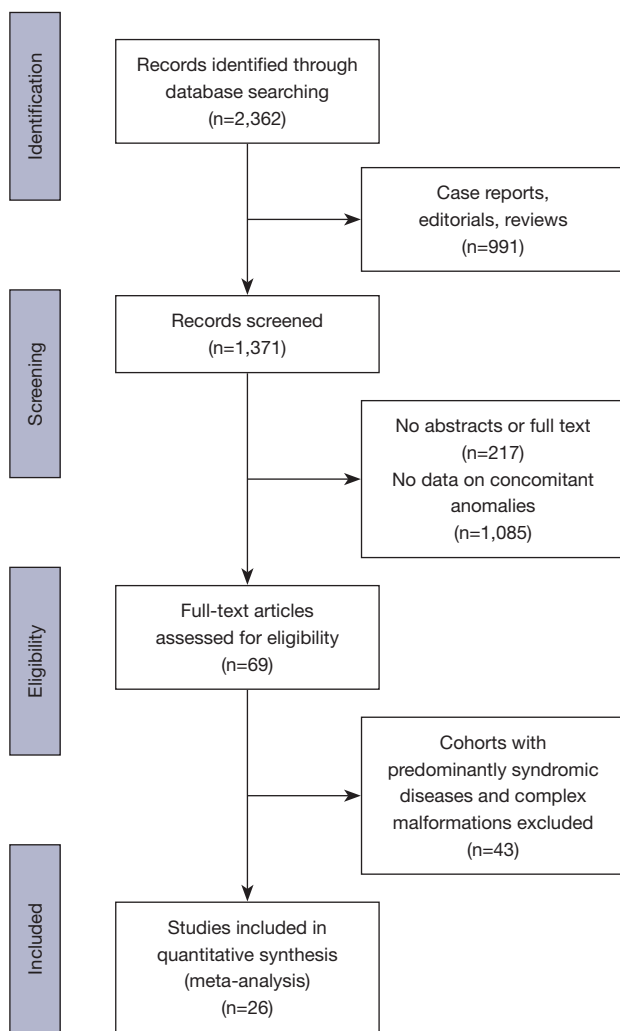 Identification
Records identified through
database searching
(n=2,362)
Case reports,
editorials, reviews
(n=991)
Screening
Records screened
(n=1,371)
No abstracts or full text
(n=217)
No data on concomitant
anomalies
(n=1,085)
Eligibility
Full-text articles
assessed for eligibility
(n=69)
Cohorts with
predominantly syndromic
diseases and complex
malformations excluded
(n=43)
Included
Studies included in
quantitative synthesis
(meta-analysis)
(n=26)